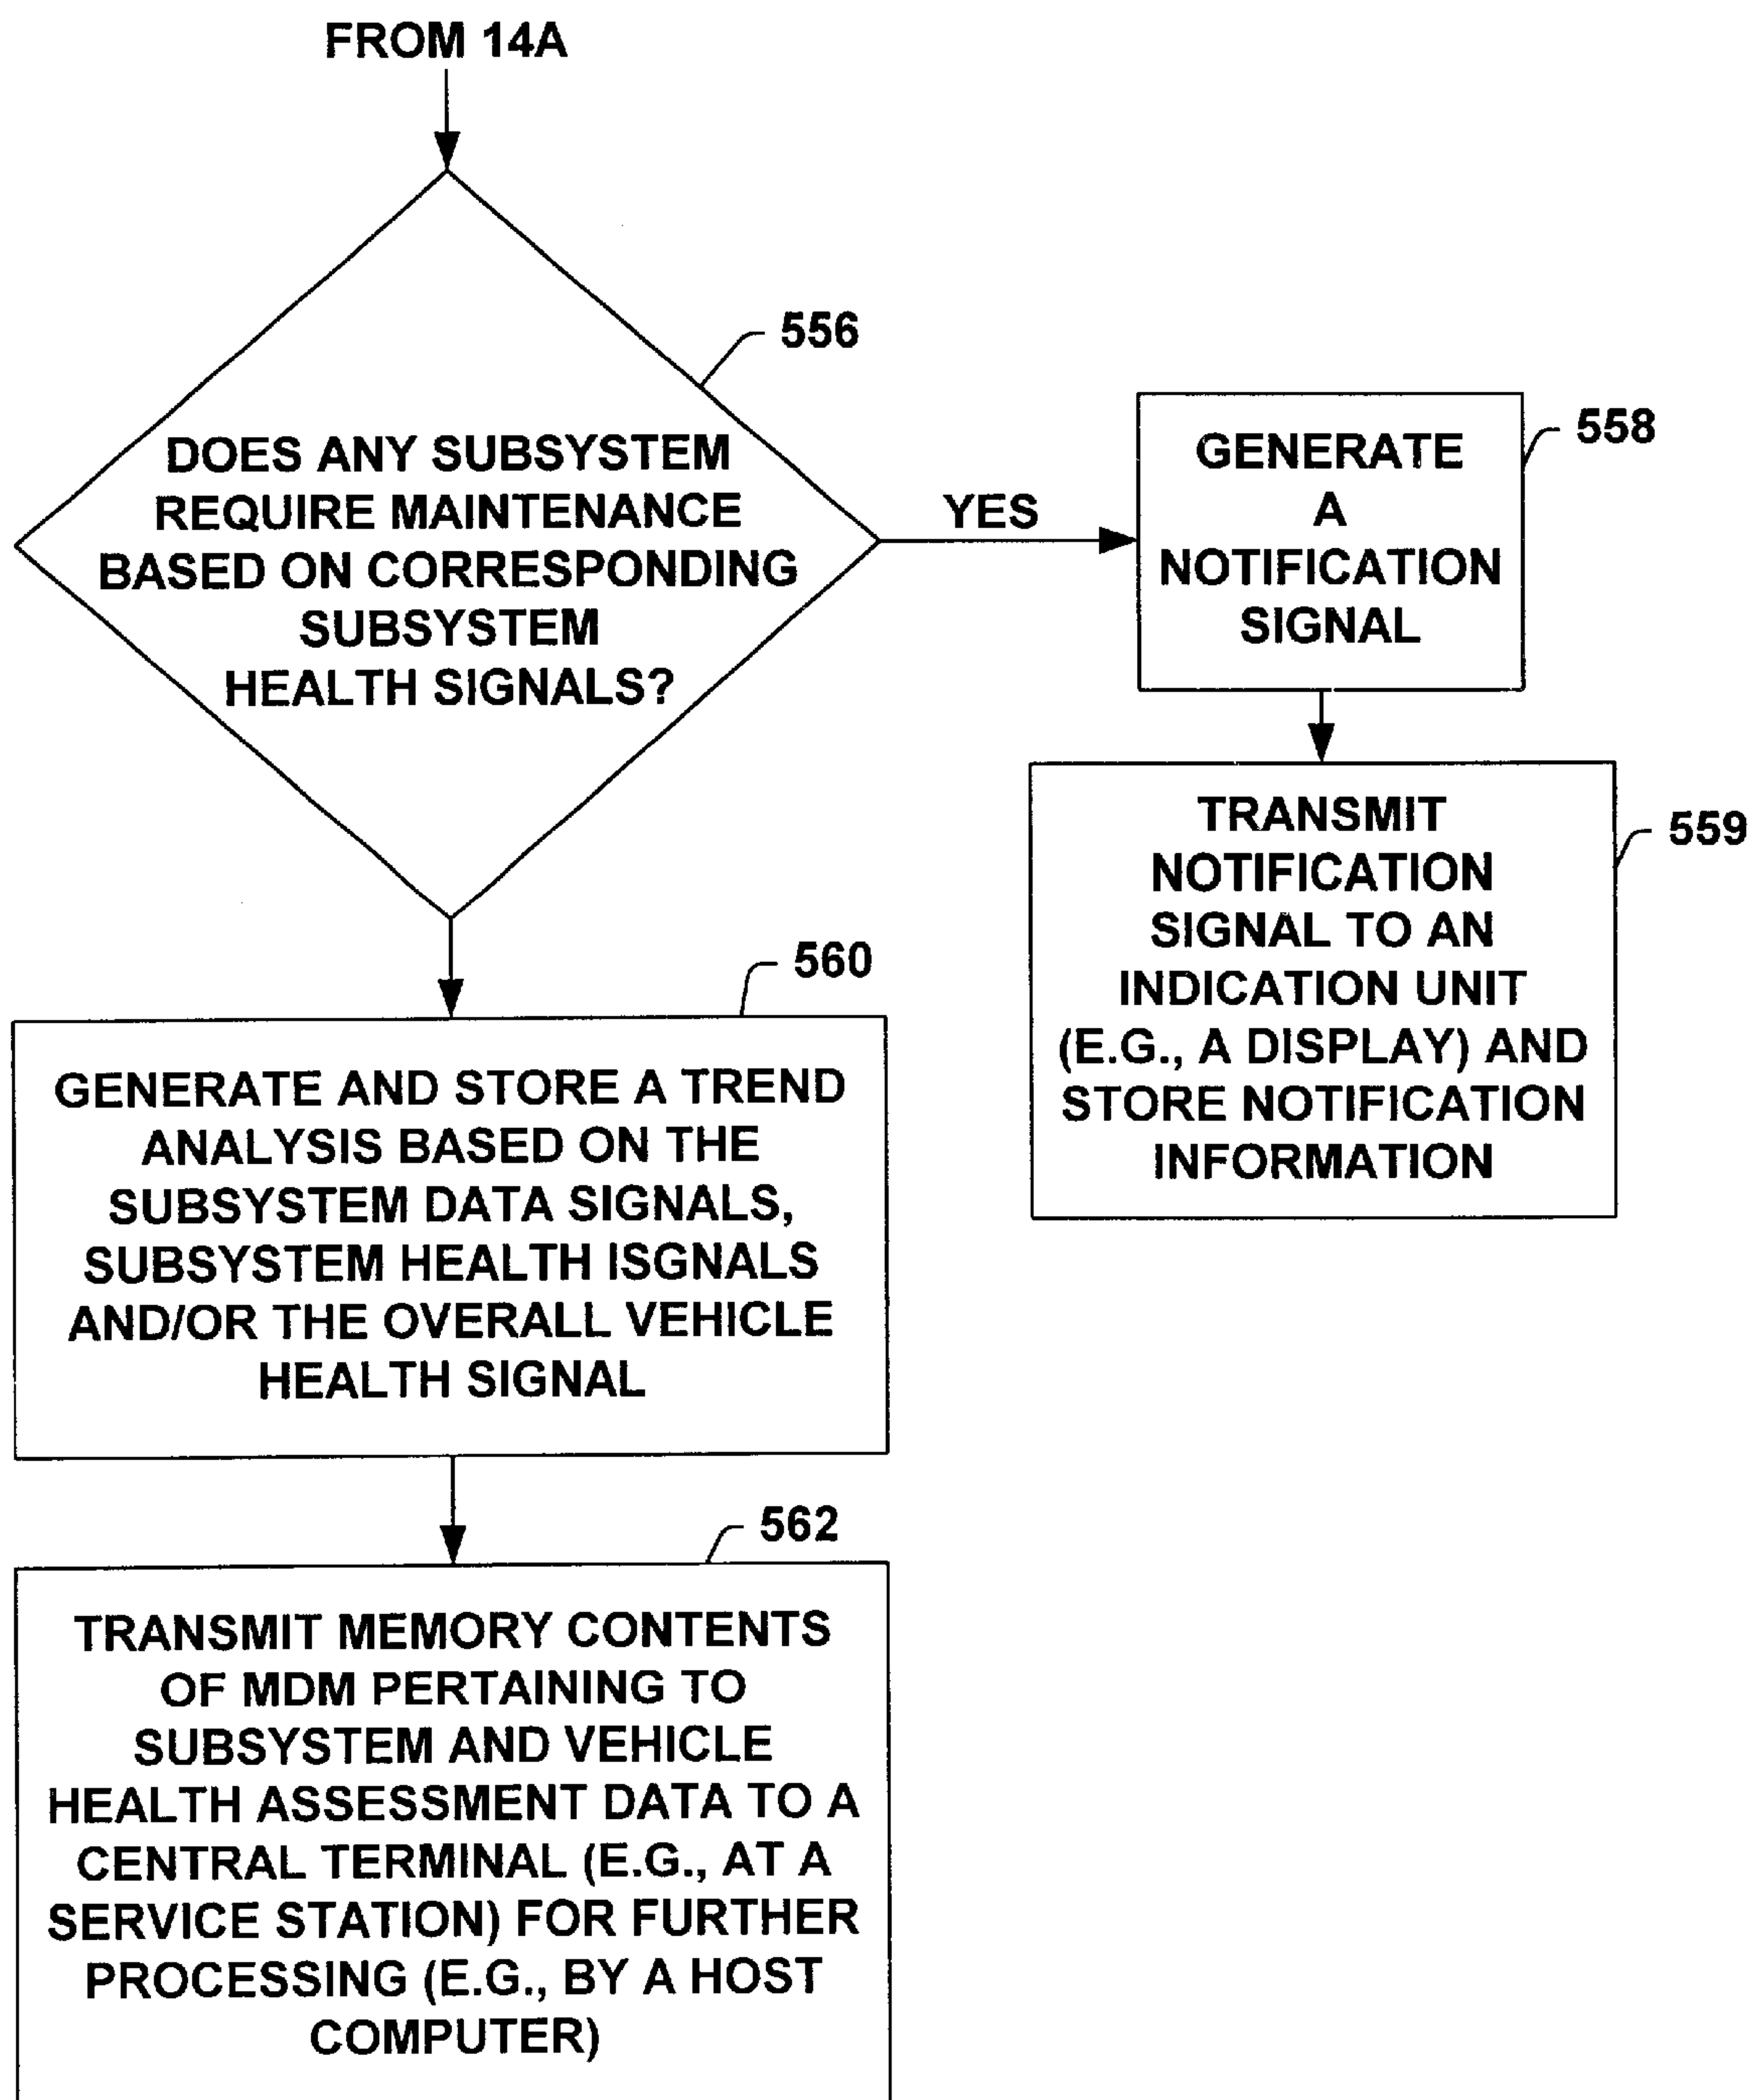 FROM 14A
556
DOES ANY SUBSYSTEM
REQUIRE MAINTENANCE
BASED ON CORRESPONDING
SUBSYSTEM
HEALTH SIGNALS?
YES
558
GENERATE
A
NOTIFICATION
SIGNAL
559
TRANSMIT
NOTIFICATION
SIGNAL TO AN
INDICATION UNIT
(E.G., A DISPLAY) AND
STORE NOTIFICATION
INFORMATION
560
GENERATE AND STORE A TREND
ANALYSIS BASED ON THE
SUBSYSTEM DATA SIGNALS,
SUBSYSTEM HEALTH ISGNALS
AND/OR THE OVERALL VEHICLE
HEALTH SIGNAL
562
TRANSMIT MEMORY CONTENTS
OF MDM PERTAINING TO
SUBSYSTEM AND VEHICLE
HEALTH ASSESSMENT DATA TO A
CENTRAL TERMINAL (E.G., AT A
SERVICE STATION) FOR FURTHER
PROCESSING (E.G., BY A HOST
COMPUTER)